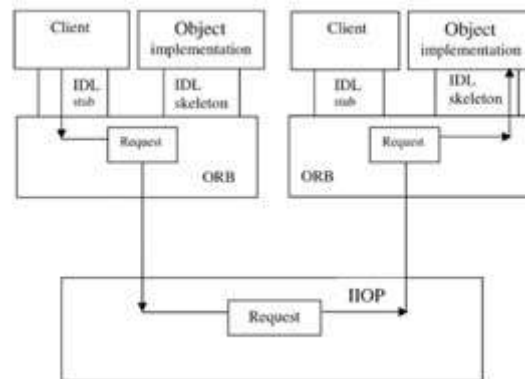 Client
Object
implementation
IDL
stub
IDL
skeleton
Request
ORB
Client
Object
implementation
IDL
stub
IDL
skeleton
Request
ORB
IIOP
Request